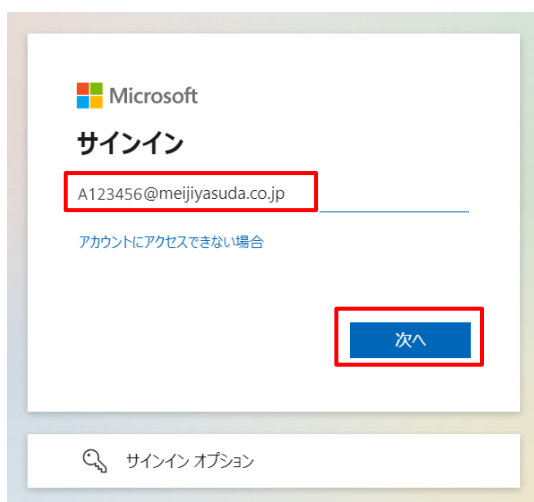 Microsoft
サインイン
A123456@meijiyasuda.co.jp
アカウントにアクセスできない場合
次へ
サインイン オプション